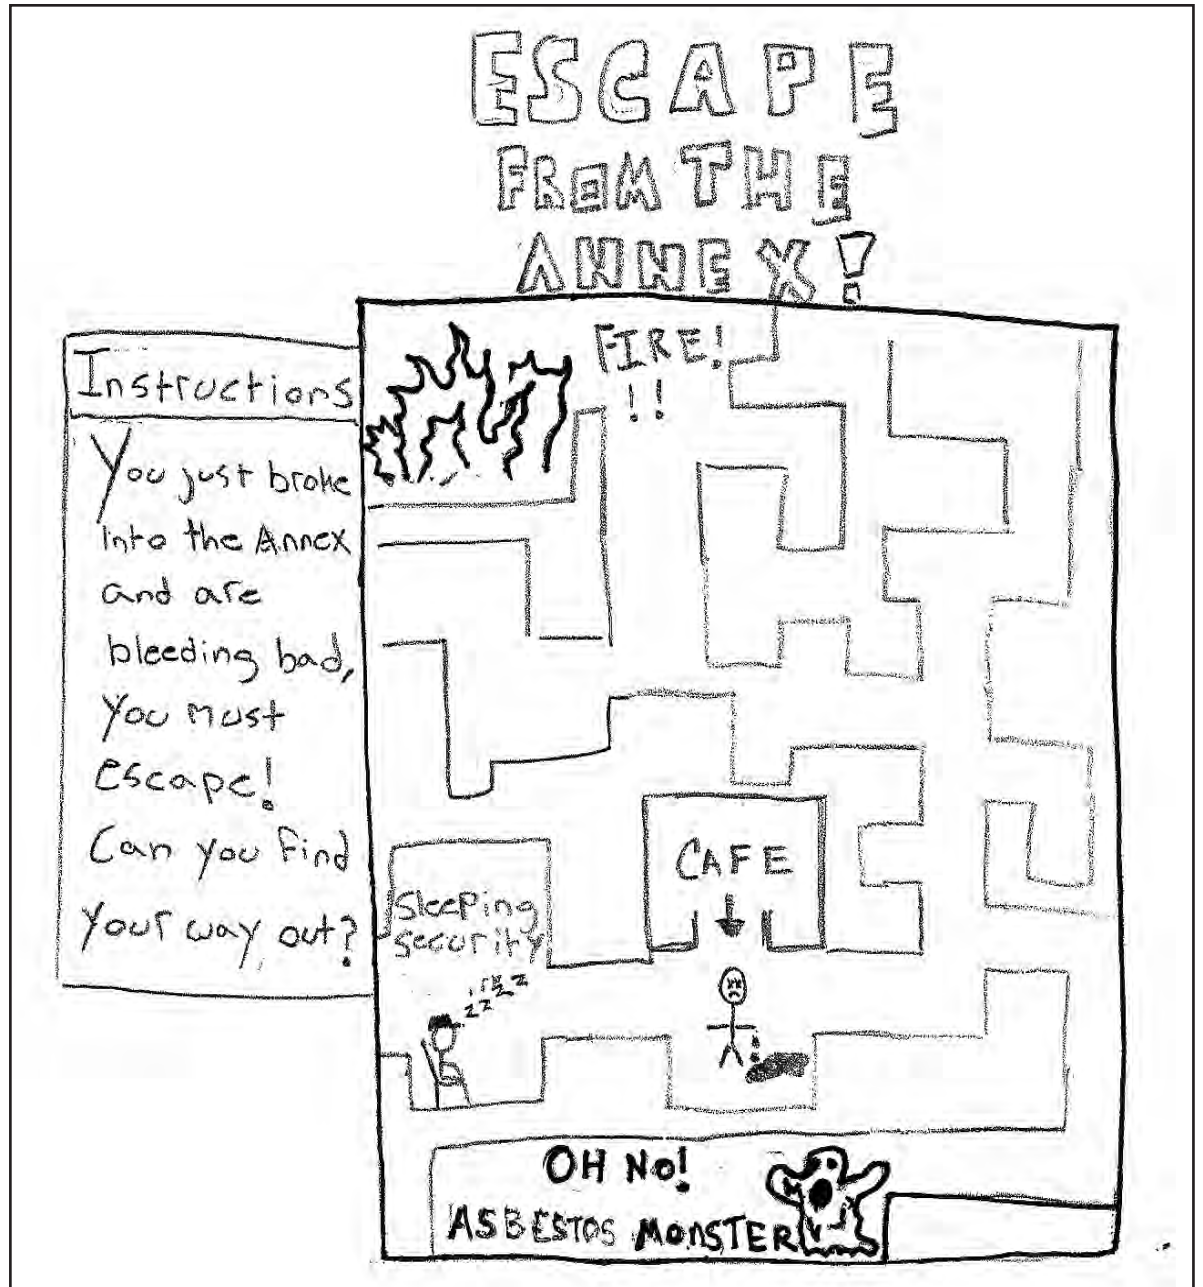 ESCAPE
FROM THE
ANNEX!
Instructions
You just broke
into the Annex
and are
bleeding bad,
You must
escape!
Can you find
your way out?
FIRE!
!!
CAFE
Sleeping
security
zzzzz
OH NO!
ASBESTOS MONSTER